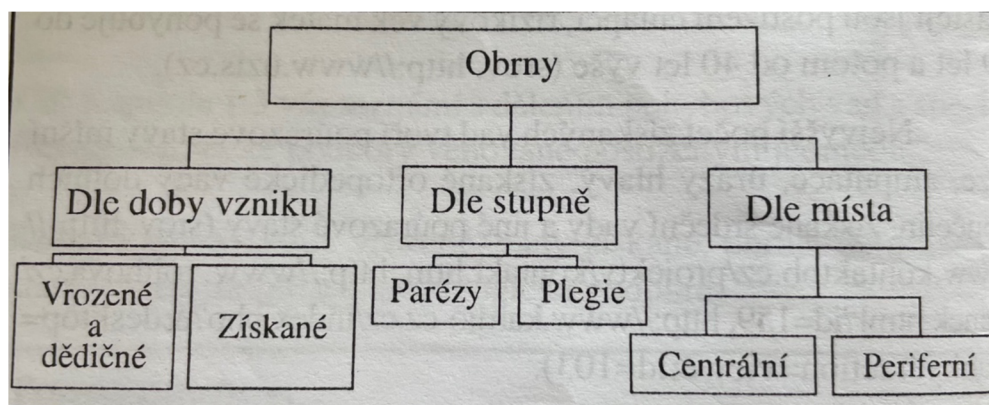 Obrny
Dle doby vzniku
Dle stupně
Dle místa
Vrozené
a
dědičné
Získané
Parézy
Plegie
Centrální
Periferní